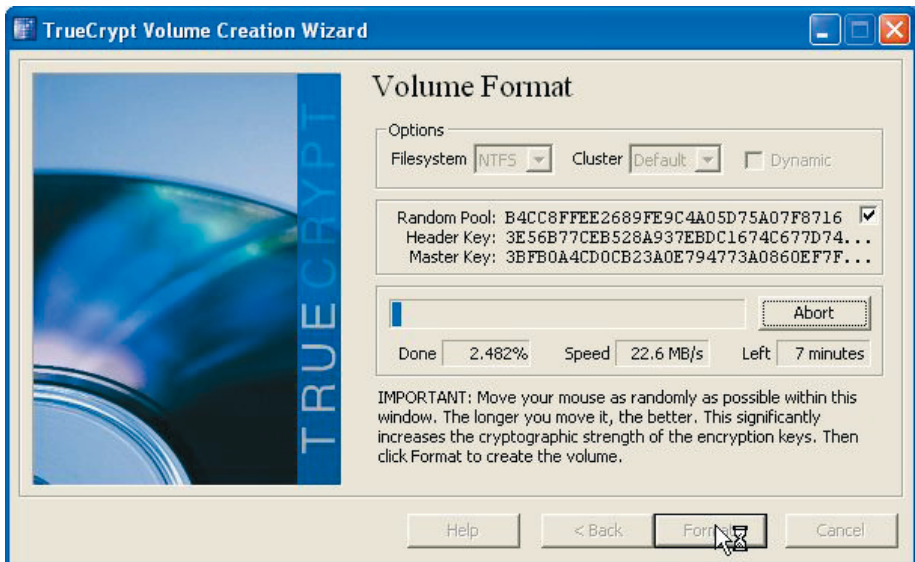 TrueCrypt Volume Creation Wizard
TRUECRYPT
Volume Format
Options
Filesystem NTFS Cluster Default Dynamic
Random Pool: B4CC8FFEE2689FE9C4A05D75A07F8716
Header Key: 3E56B77CEB528A937EBDC1674C677D74...
Master Key: 3BFB0A4CD0CB23A0E794773A0860EF7F...
Abort
Done 2.482% Speed 22.6 MB/s Left 7 minutes
IMPORTANT: Move your mouse as randomly as possible within this
window. The longer you move it, the better. This significantly
increases the cryptographic strength of the encryption keys. Then
click Format to create the volume.
Help < Back Format Cancel